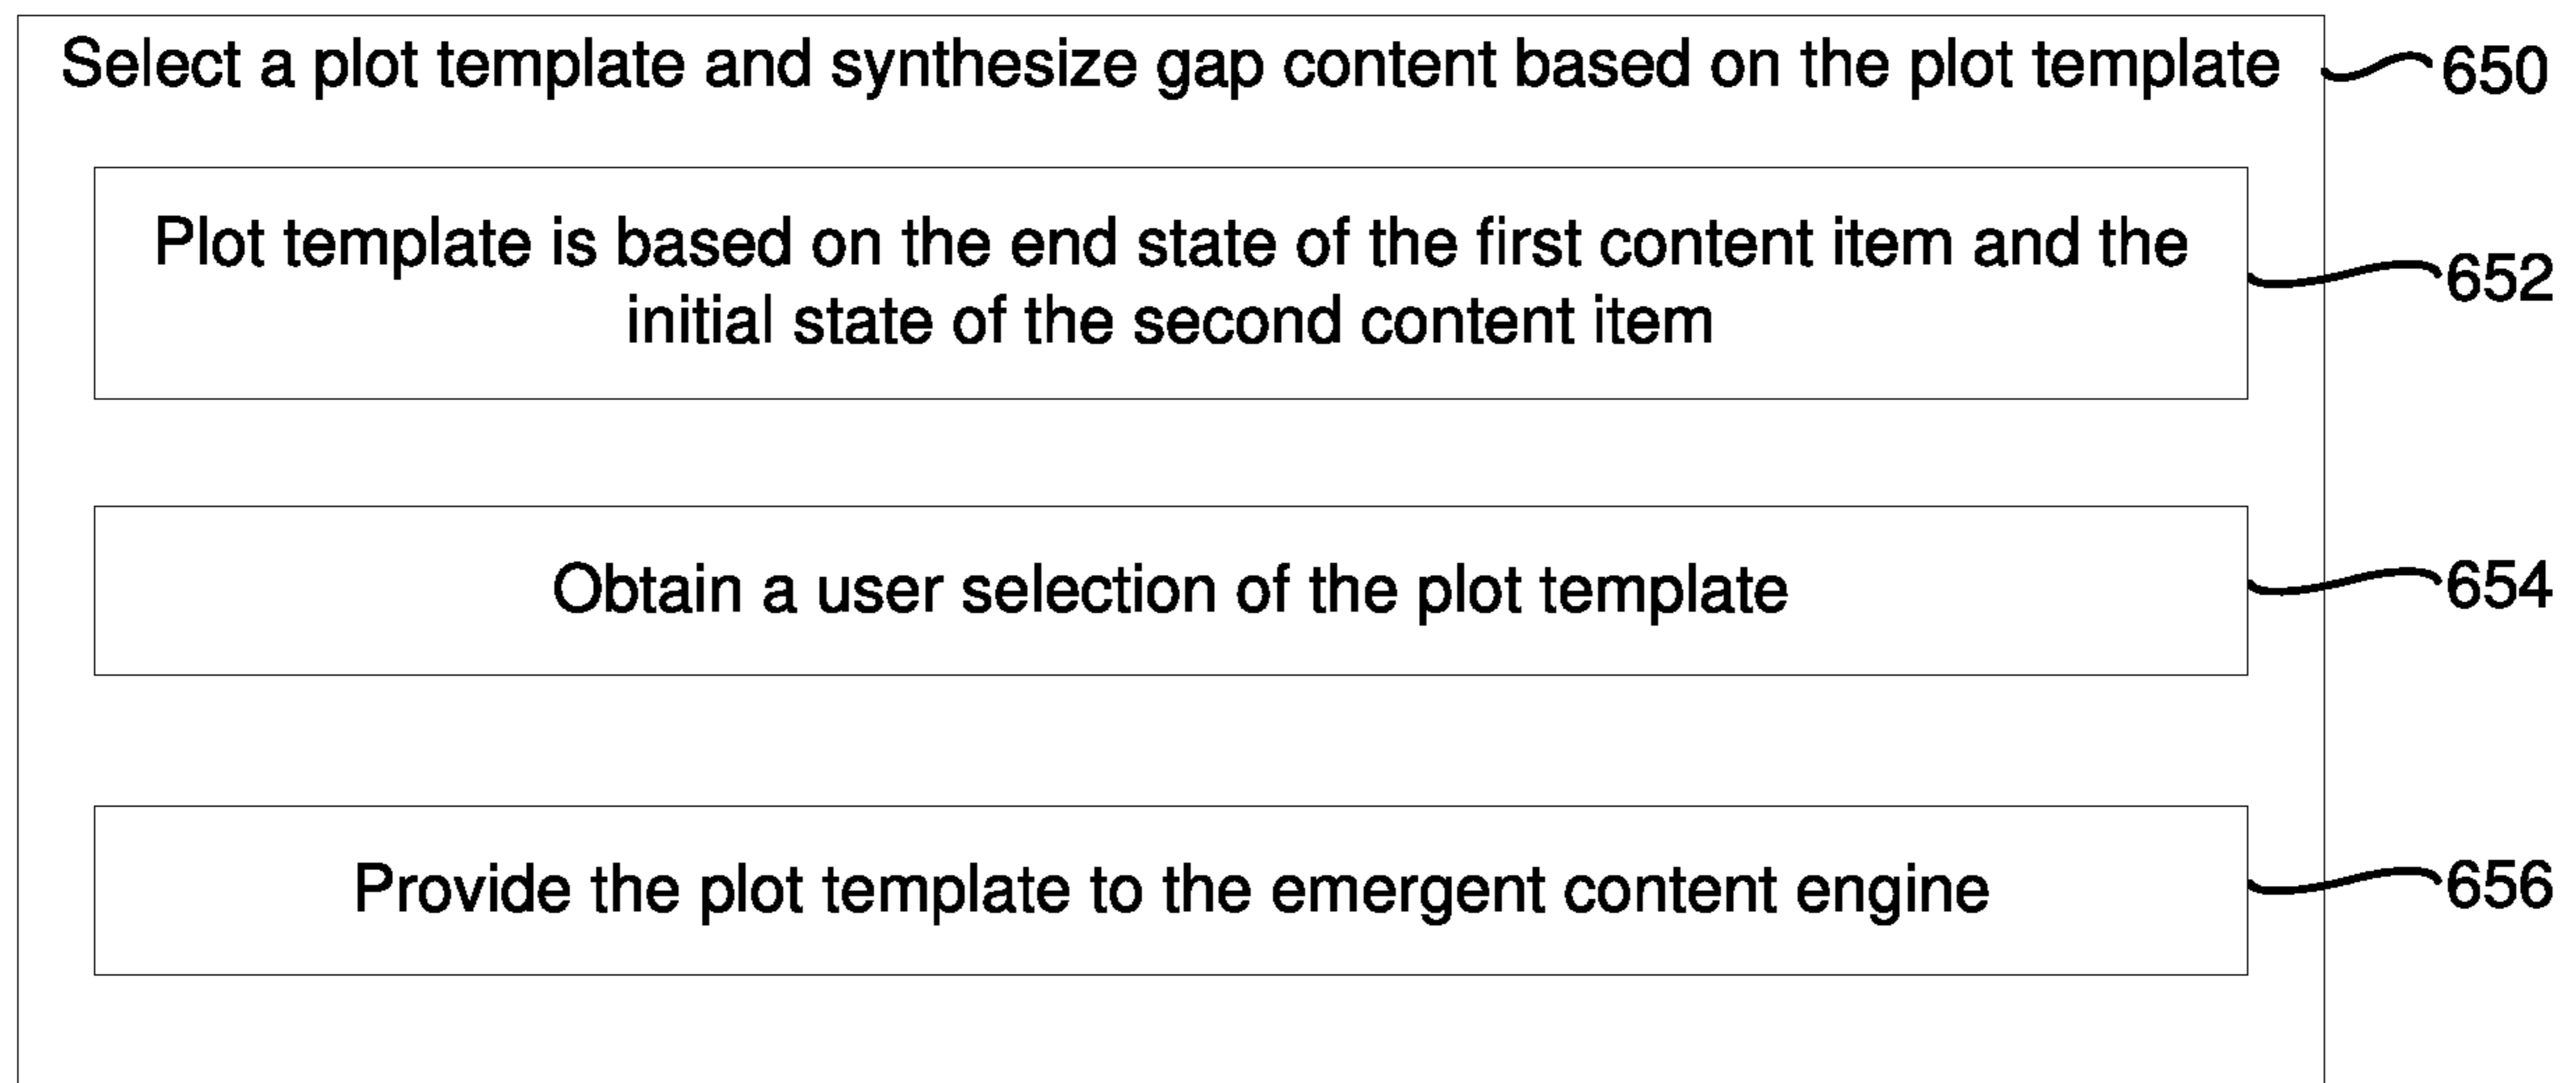 Select a plot template and synthesize gap content based on the plot template
650
Plot template is based on the end state of the first content item and the
initial state of the second content item
652
Obtain a user selection of the plot template
654
Provide the plot template to the emergent content engine
656